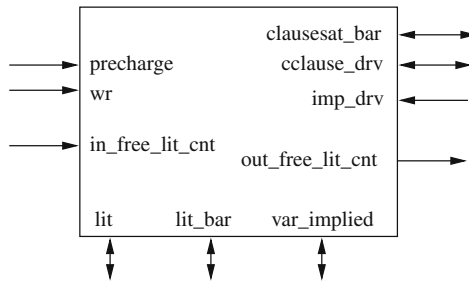 clausesat_bar
precharge
cclause_drv
wr
imp_drv
in_free_lit_cnt
out_free_lit_cnt
lit
lit_bar
var_implied